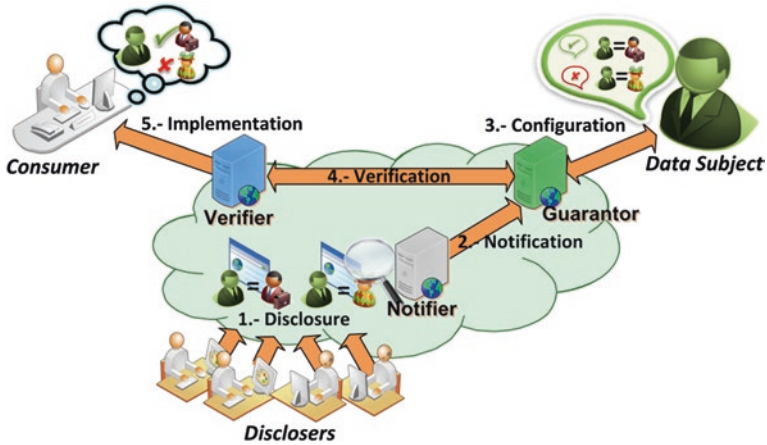 5.- Implementation
3.- Configuration
Consumer
Data Subject
4.- Verification
Verifier
Guarantor
2.- Notification
=
=
=
=
1.- Disclosure
Notifier
Disclosers